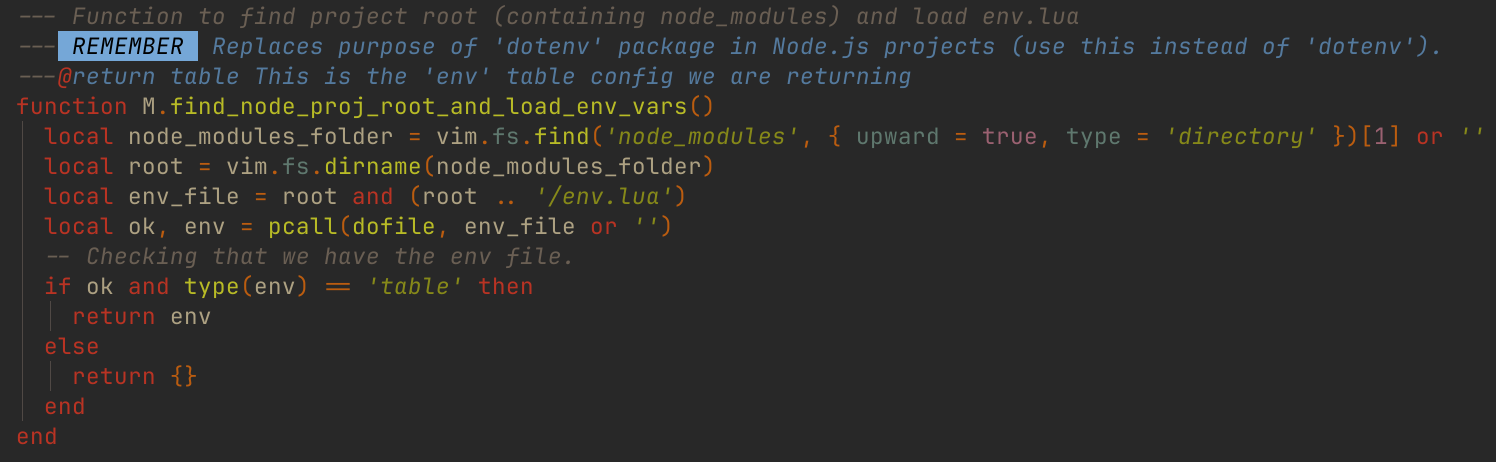 --- Function to find project root (containing node_modules) and load env.lua
--- REMEMBER Replaces purpose of 'dotenv' package in Node.js projects (use this instead of 'dotenv').
---@return table This is the 'env' table config we are returning
function M.find_node_proj_root_and_load_env_vars()
  local node_modules_folder = vim.fs.find('node_modules', { upward = true, type = 'directory' })[1] or ''
  local root = vim.fs.dirname(node_modules_folder)
  local env_file = root and (root .. '/env.lua')
  local ok, env = pcall(dofile, env_file or '')
  -- Checking that we have the env file.
  if ok and type(env) == 'table' then
    return env
  else
    return {}
  end
end